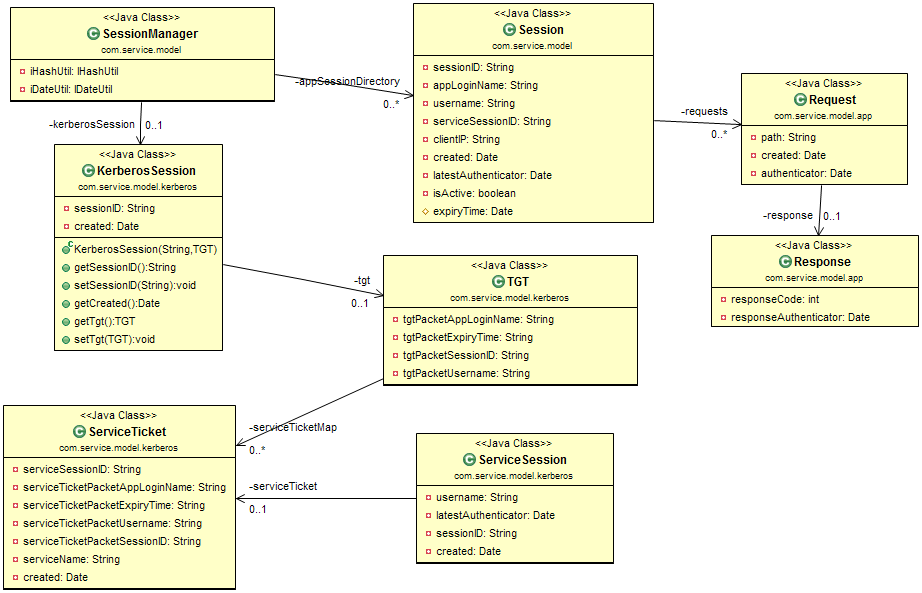 <<Java Class>>
SessionManager
com.service.model
iHashUtil: IHashUtil
iDateUtil: IDateUtil
-appSessionDirectory
0..*
<<Java Class>>
Session
com.service.model
sessionID: String
appLoginName: String
username: String
serviceSessionID: String
clientIP: String
created: Date
latestAuthenticator: Date
isActive: boolean
expiryTime: Date
-requests
0..*
<<Java Class>>
Request
com.service.model.app
path: String
created: Date
authenticator: Date
-response
0..1
<<Java Class>>
Response
com.service.model.app
responseCode: int
responseAuthenticator: Date
-kerberosSession
0..1
<<Java Class>>
KerberosSession
com.service.model.kerberos
sessionID: String
created: Date
KerberosSession(String,TGT)
getSessionID():String
setSessionID(String):void
getCreated():Date
getTgt():TGT
setTgt(TGT):void
-tgt
0..1
<<Java Class>>
TGT
com.service.model.kerberos
tgtPacketAppLoginName: String
tgtPacketExpiryTime: String
tgtPacketSessionID: String
tgtPacketUsername: String
-serviceTicketMap
0..*
<<Java Class>>
ServiceTicket
com.service.model.kerberos
serviceSessionID: String
serviceTicketPacketAppLoginName: String
serviceTicketPacketExpiryTime: String
serviceTicketPacketUsername: String
serviceTicketPacketSessionID: String
serviceName: String
created: Date
-serviceTicket
0..1
<<Java Class>>
ServiceSession
com.service.model.kerberos
username: String
latestAuthenticator: Date
sessionID: String
created: Date